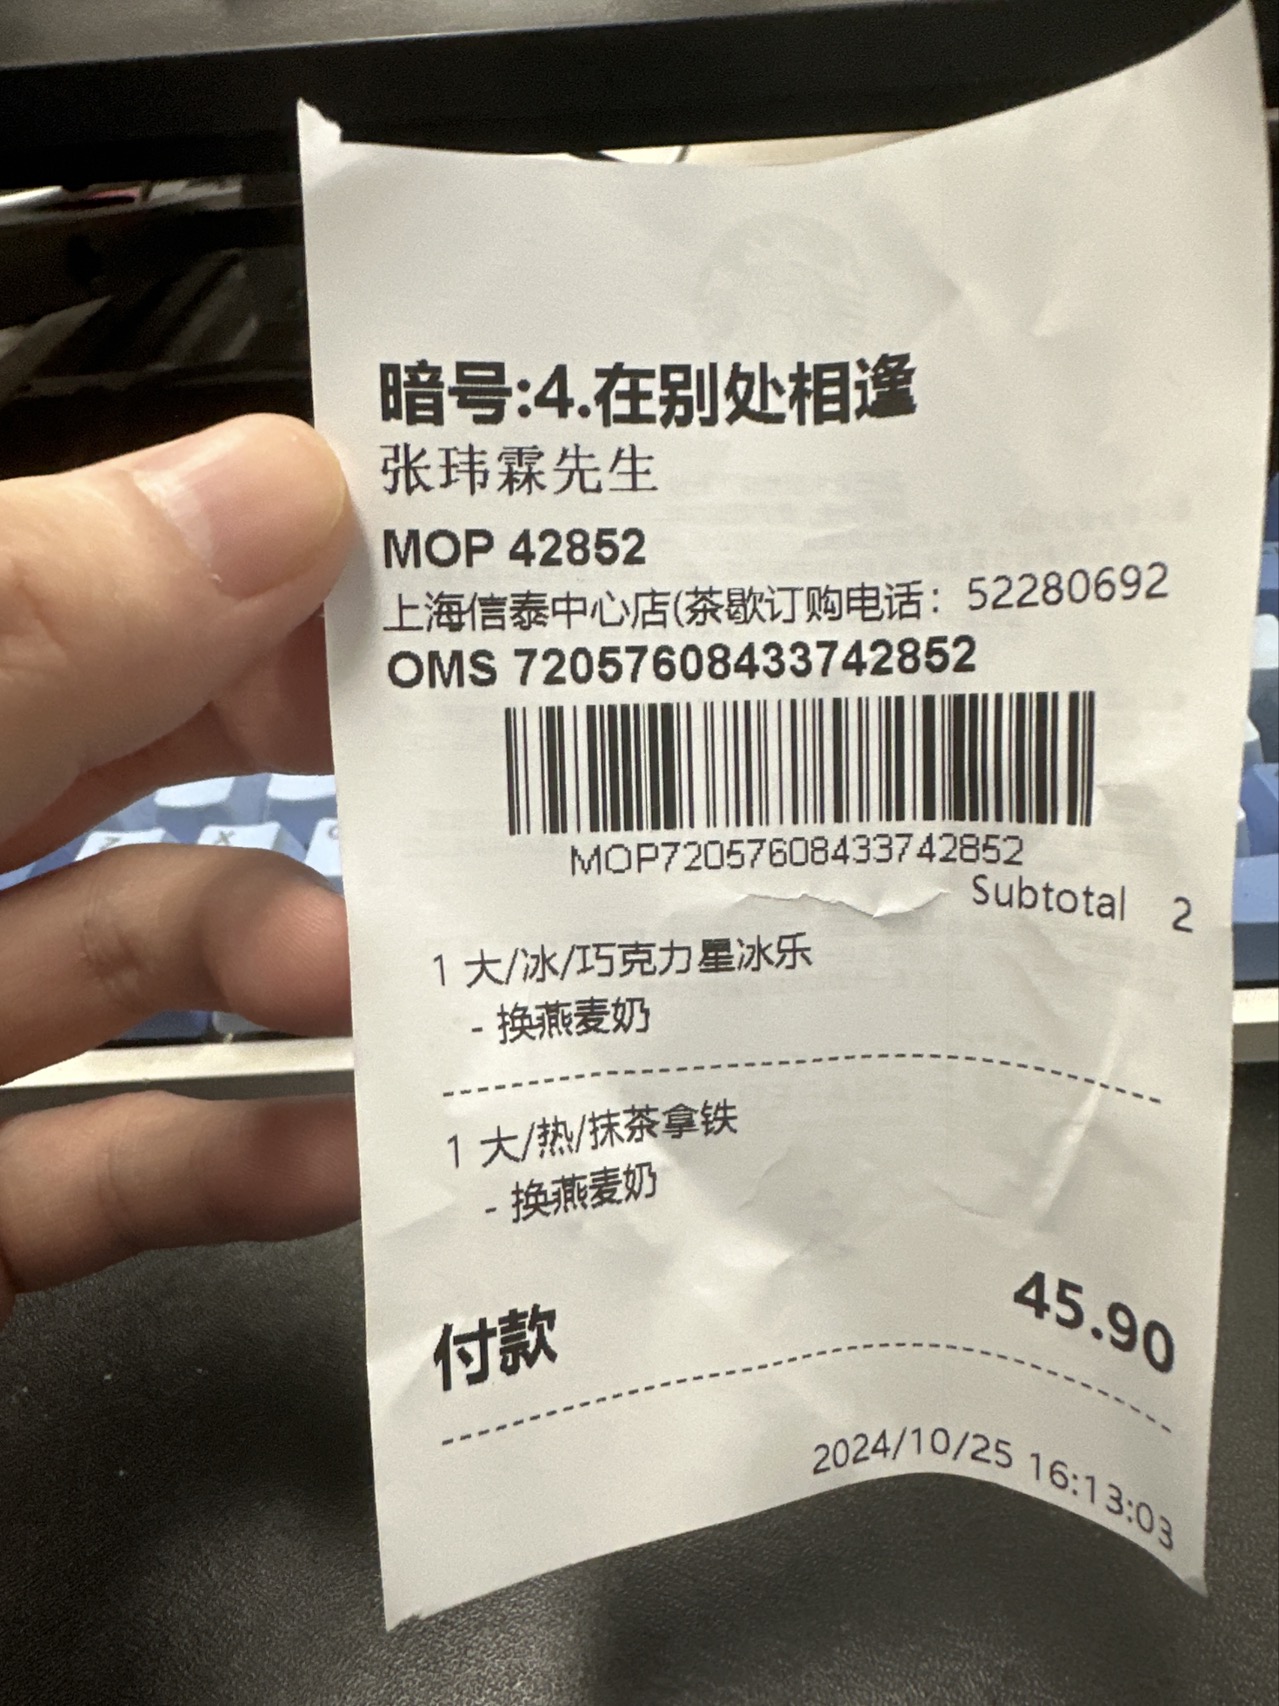 暗号:4.在别处相逢
张玮霖先生
MOP 42852
上海信泰中心店(茶歇订购电话：52280692
OMS 72057608433742852
MOP72057608433742852
Subtotal 2
1 大/冰/巧克力星冰乐
- 换燕麦奶
1 大/热/抹茶拿铁
- 换燕麦奶
付款 45.90
2024/10/25 16:13:03
Z X